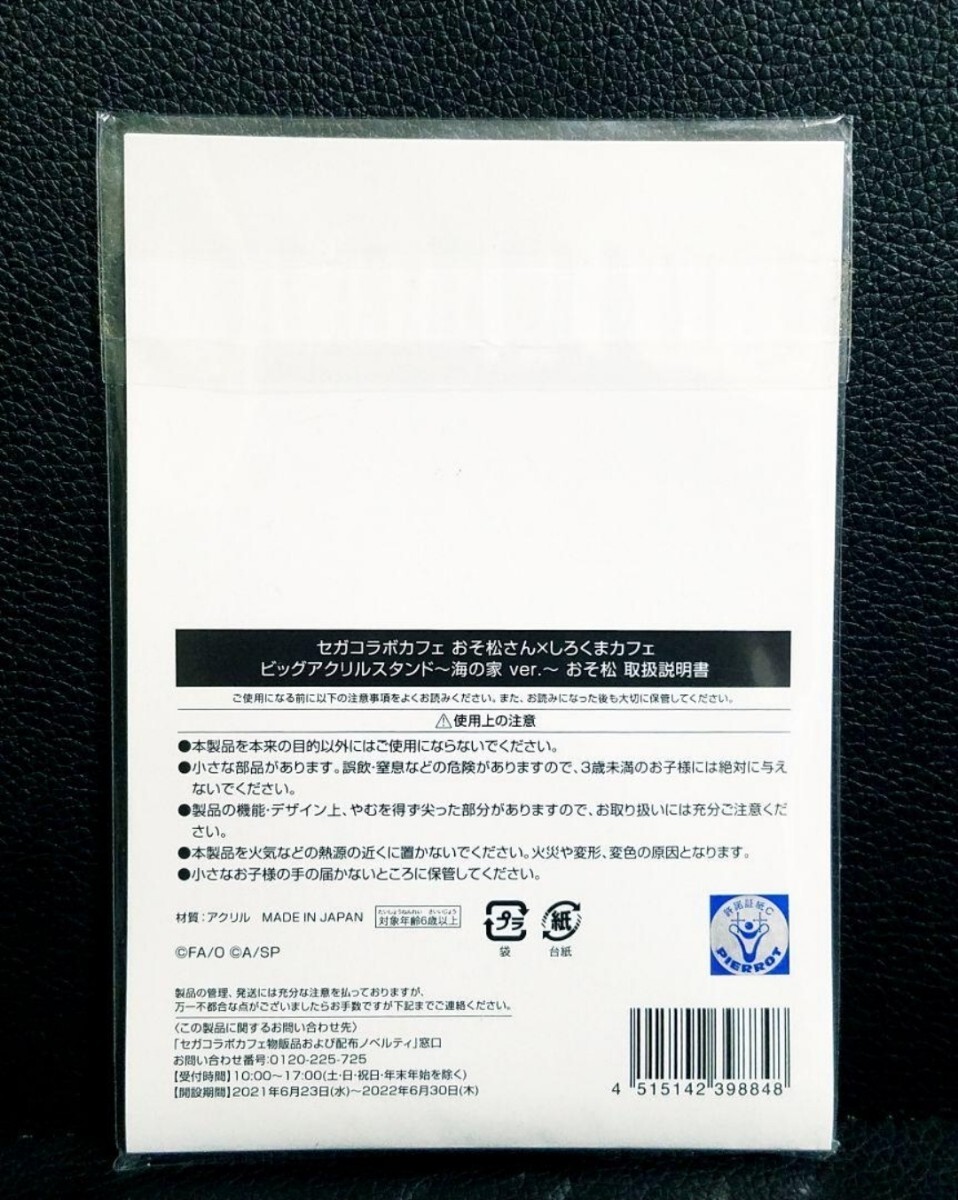 セガコラボカフェ おそ松さん×しろくまカフェ
ビッグアクリルスタンド〜海の家 ver.〜 おそ松 取扱説明書
ご使用になる前に以下の注意事項をよくお読みください。また、お読みになった後も大切に保管してください。
⚠使用上の注意
●本製品を本来の目的以外にはご使用にならないでください。
●小さな部品があります。誤飲・窒息などの危険がありますので、3歳未満のお子様には絶対に与え
ないでください。
●製品の機能・デザイン上、やむを得ず尖った部分がありますので、お取り扱いには充分ご注意くだ
さい。
●本製品を火気などの熱源の近くに置かないでください。火災や変形、変色の原因となります。
●小さなお子様の手の届かないところに保管してください。
材質：アクリル MADE IN JAPAN
たいしょうねんれい さいいじょう
対象年齢6歳以上
プラ
袋
紙
台紙
許諾証紙C
PIERROT
©FA/O ©A/SP
製品の管理、発送には充分な注意を払っておりますが、
万一不都合な点がございましたらお手数ですが下記までご連絡ください。
〈この製品に関するお問い合わせ先〉
「セガコラボカフェ物販品および配布ノベルティ」窓口
お問い合わせ番号:0120-225-725
【受付時間】10:00〜17:00(土・日・祝日・年末年始を除く)
【開設期間】2021年6月23日(水)〜2022年6月30日(木)
4 515142 398848